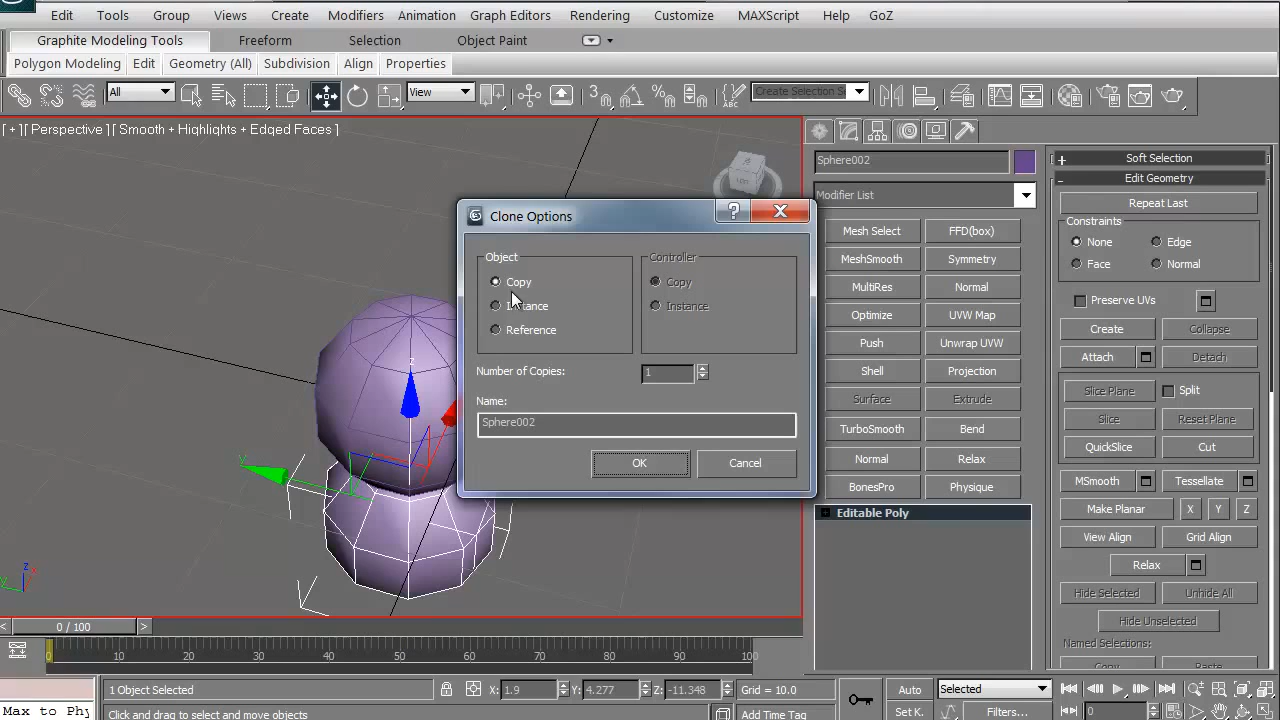 Edit Tools Group Views Create Modifiers Animation Graph Editors Rendering Customize MAXScript Help GoZ
Graphite Modeling Tools Freeform Selection Object Paint
Polygon Modeling Edit Geometry (All) Subdivision Align Properties
All View 3 Create Selection Se
[ + ] [ Perspective ] [ Smooth + Highlights + Edged Faces ]
Clone Options
Object
Copy
Instance
Reference
Controller
Copy
Instance
Number of Copies: 1
Name:
Sphere002
OK Cancel
z
y
z
x
y
Sphere002
Modifier List
Mesh Select FFD(box)
MeshSmooth Symmetry
MultiRes Normal
Optimize UVW Map
Push Unwrap UVW
Shell Projection
Surface Extrude
TurboSmooth Bend
Normal Relax
BonesPro Physique
Editable Poly
+ Soft Selection
- Edit Geometry
Repeat Last
Constraints
None Edge
Face Normal
Preserve UVs
Create Collapse
Attach Detach
Slice Plane Split
Slice Reset Plane
QuickSlice Cut
MSmooth Tessellate
Make Planar X Y Z
View Align Grid Align
Relax
Hide Selected Unhide All
Hide Unselected
Named Selections:
Copy Paste
< 0 / 100 >
0 10 20 30 40 50 60 70 80 90 100
1 Object Selected X: 1.9 Y: 4.277 Z: -11.348 Grid = 10.0 Auto Selected
Max to Phy Click and drag to select and move objects Add Time Tag Set K. Filters... 0